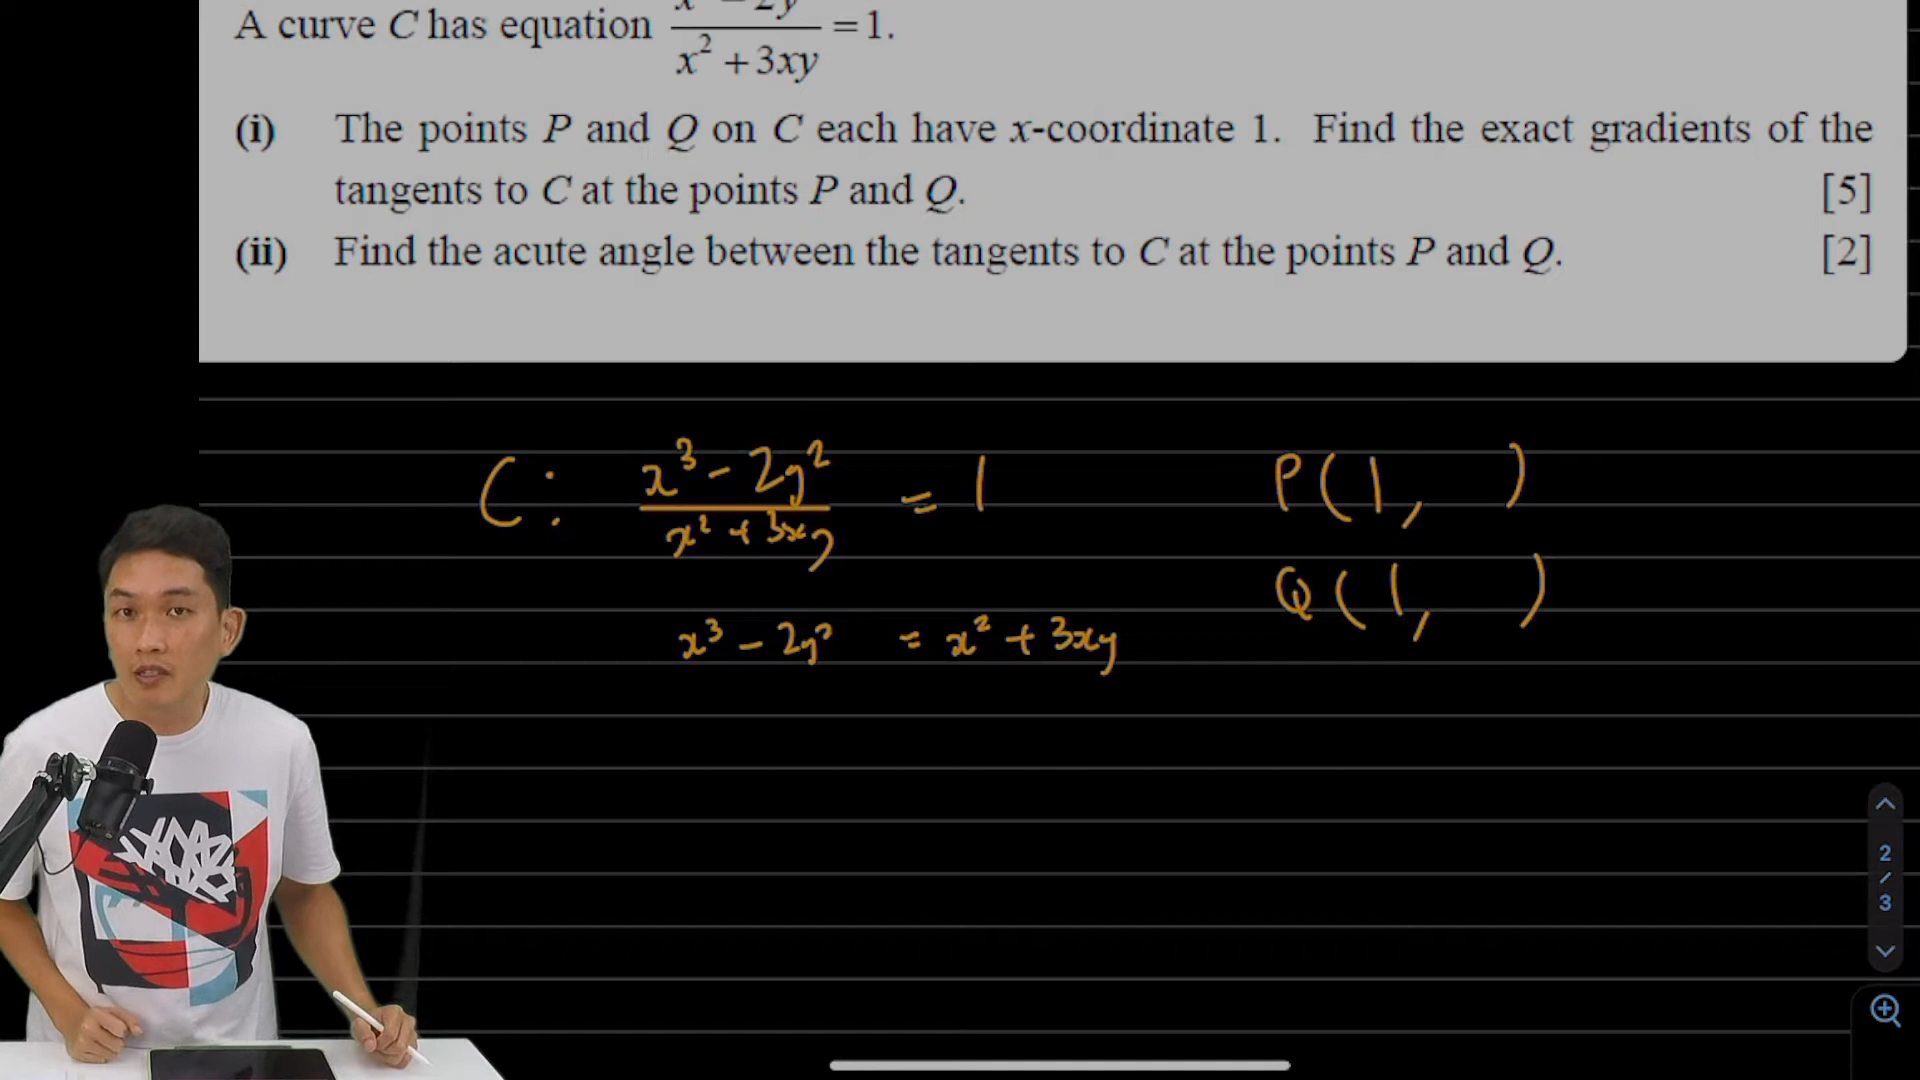 A curve C has equation (x - 2y)/(x² + 3xy) = 1.
(i) The points P and Q on C each have x-coordinate 1. Find the exact gradients of the
tangents to C at the points P and Q. [5]
(ii) Find the acute angle between the tangents to C at the points P and Q. [2]
C: (x³ - 2y²)/(x² + 3xy) = 1
P(1, )
Q(1, )
x³ - 2y² = x² + 3xy
2
/
3